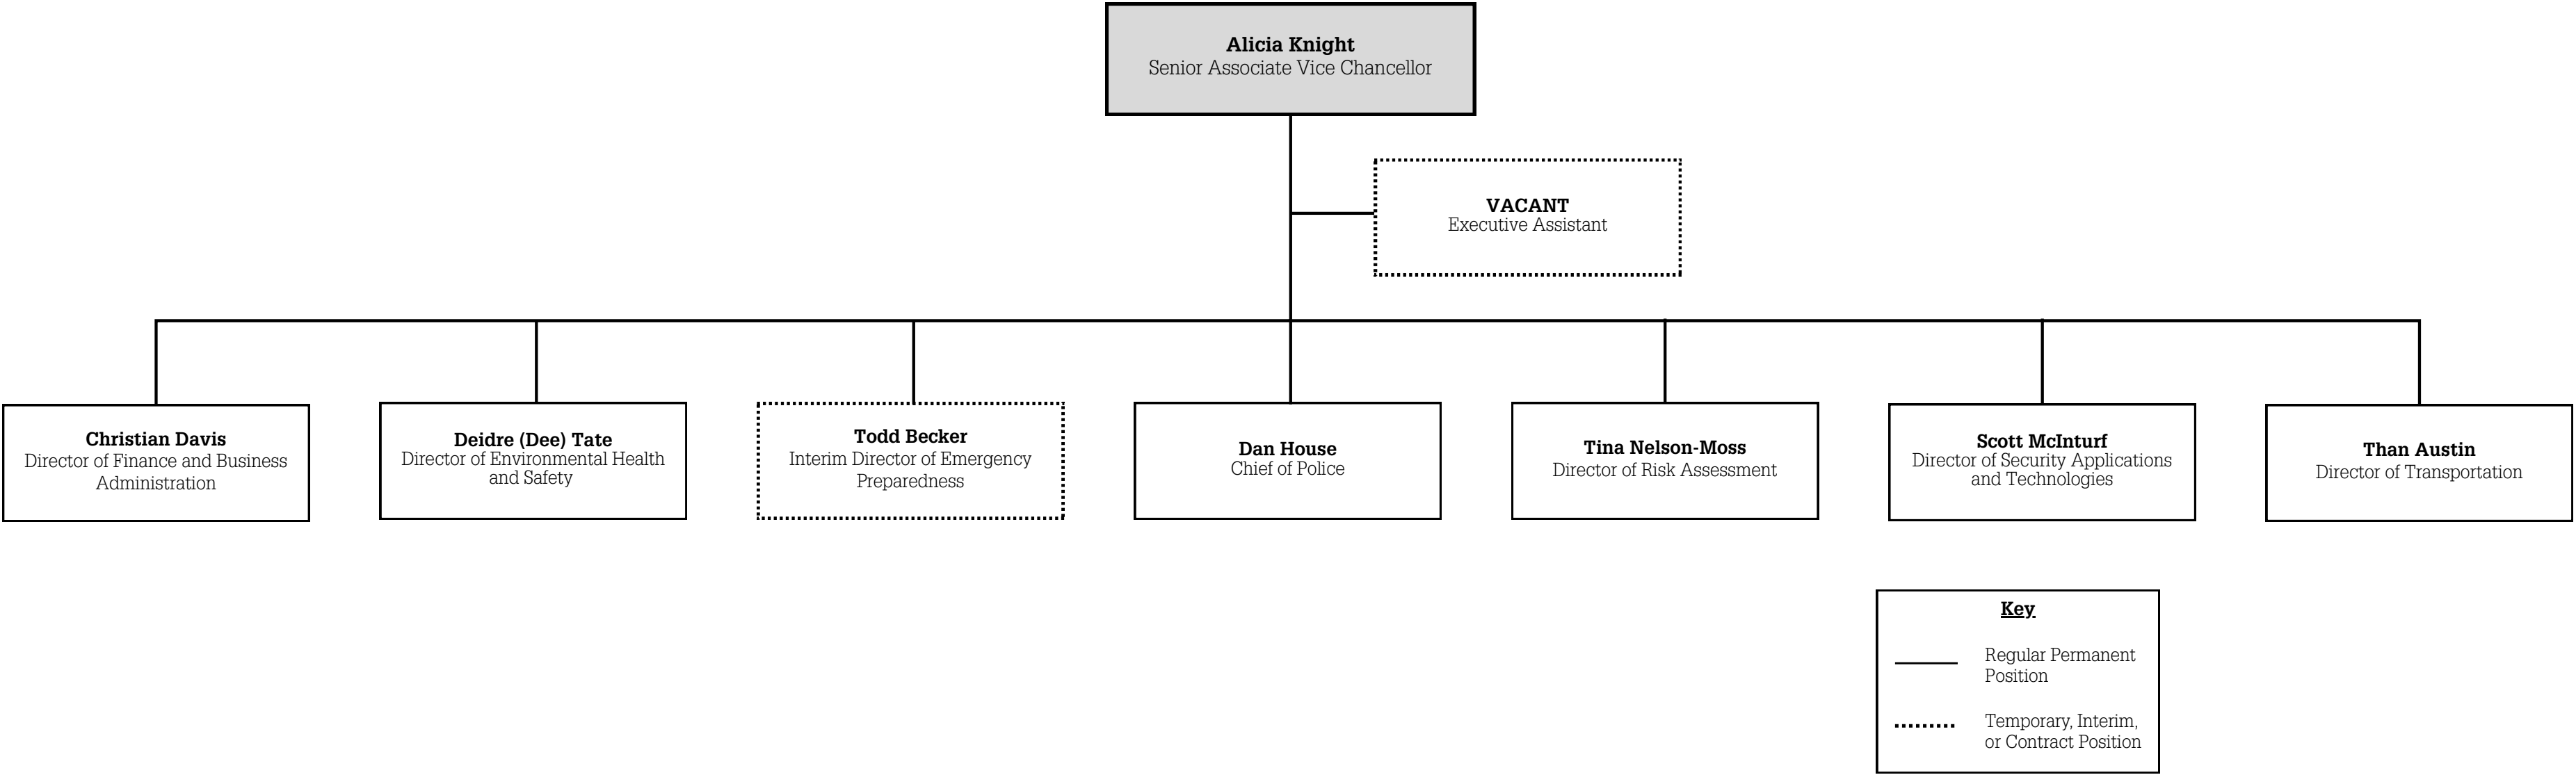 Alicia Knight
Senior Associate Vice Chancellor
VACANT
Executive Assistant
Christian Davis
Director of Finance and Business
Administration
Deidre (Dee) Tate
Director of Environmental Health
and Safety
Todd Becker
Interim Director of Emergency
Preparedness
Dan House
Chief of Police
Tina Nelson-Moss
Director of Risk Assessment
Scott McInturf
Director of Security Applications
and Technologies
Than Austin
Director of Transportation
Key
Regular Permanent
Position
Temporary, Interim,
or Contract Position